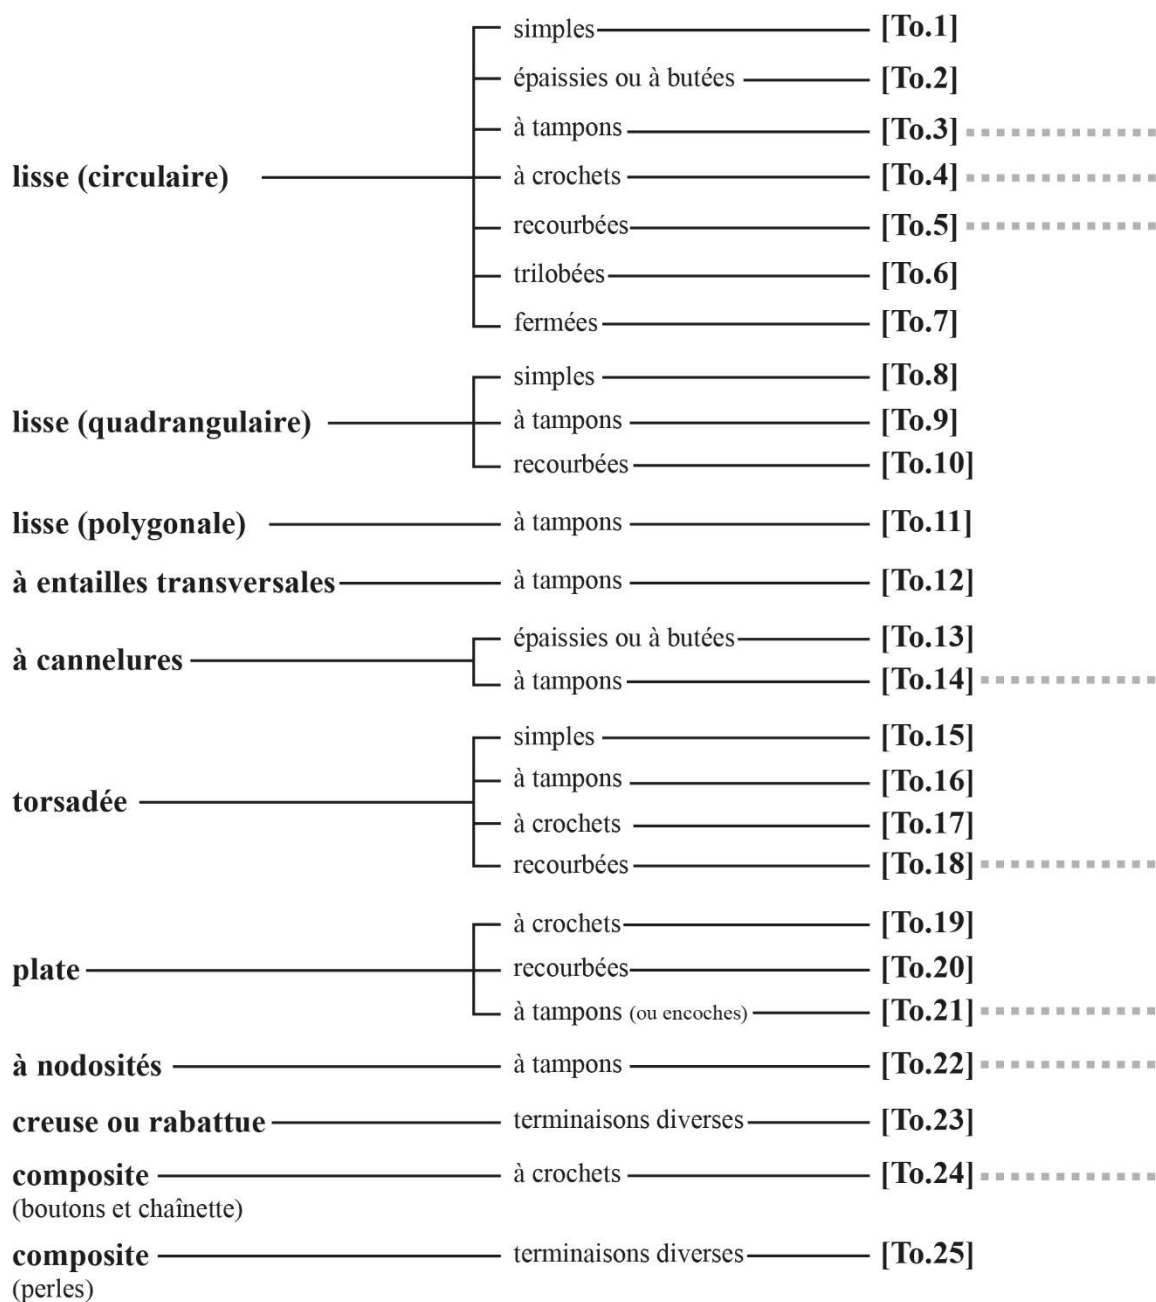 simples [To.1]
épaissies ou à butées [To.2]
à tampons [To.3]
lisse (circulaire) à crochets [To.4]
recourbées [To.5]
trilobées [To.6]
fermées [To.7]
simples [To.8]
lisse (quadrangulaire) à tampons [To.9]
recourbées [To.10]
lisse (polygonale) à tampons [To.11]
à entailles transversales à tampons [To.12]
épaissies ou à butées [To.13]
à cannelures
à tampons [To.14]
simples [To.15]
à tampons [To.16]
torsadée
à crochets [To.17]
recourbées [To.18]
à crochets [To.19]
plate recourbées [To.20]
à tampons (ou encoches) [To.21]
à nodosités à tampons [To.22]
creuse ou rabattue terminaisons diverses [To.23]
composite à crochets [To.24]
(boutons et chaînette)
composite terminaisons diverses [To.25]
(perles)